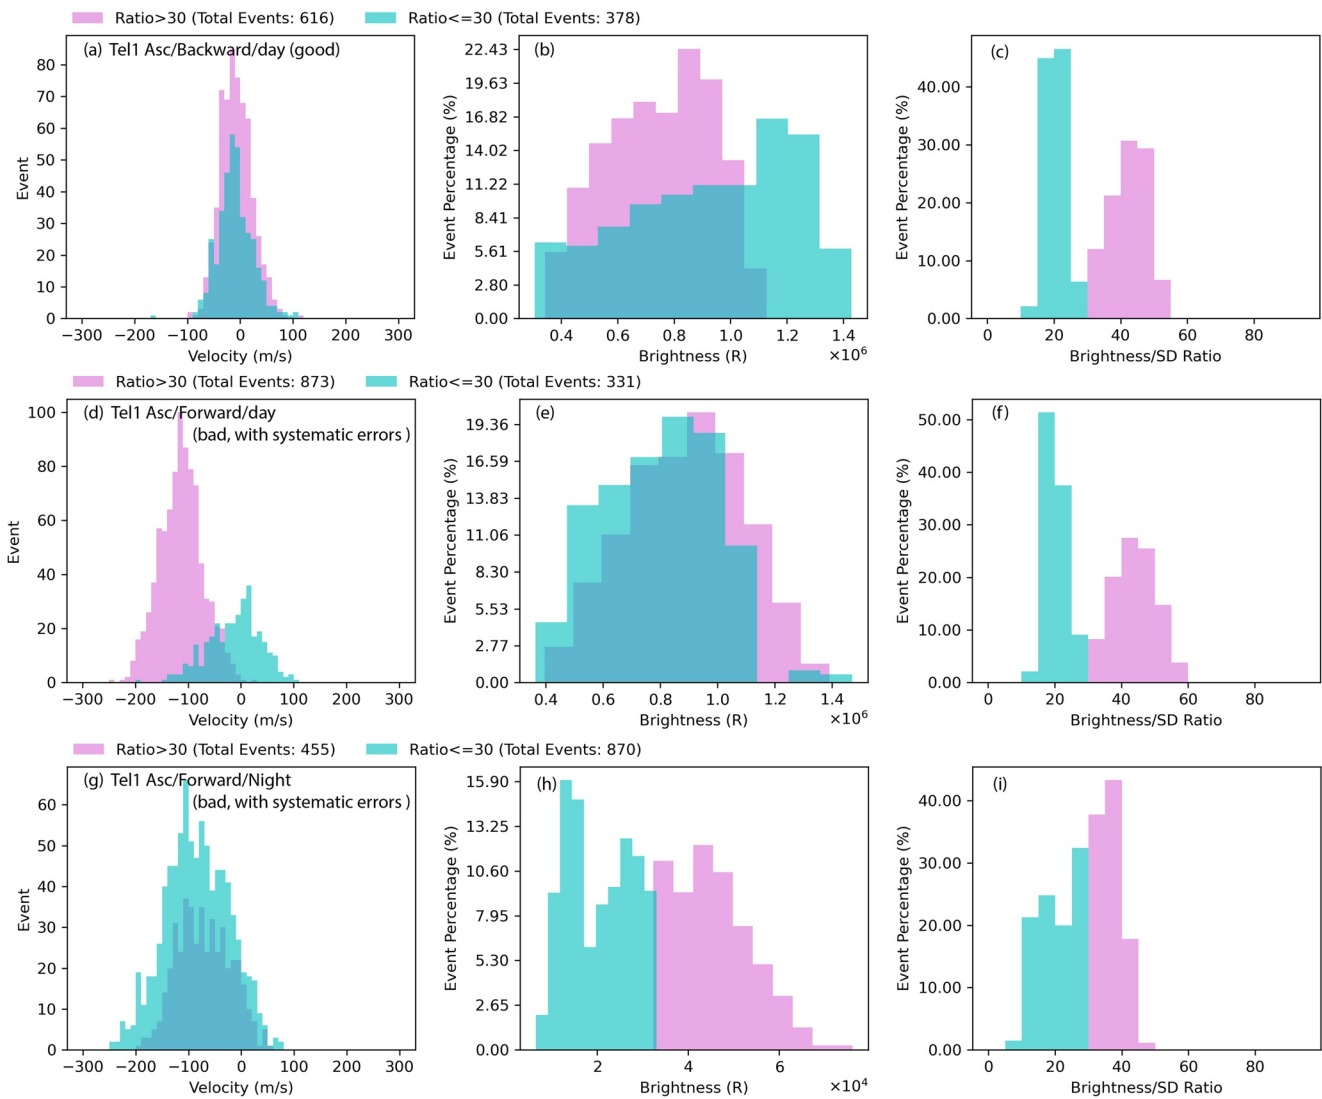 Ratio>30 (Total Events: 616) Ratio<=30 (Total Events: 378)
(a) Tel1 Asc/Backward/day (good)
Event
80
70
60
50
40
30
20
10
0
−300 −200 −100 0 100 200 300
Velocity (m/s)
(b)
Event Percentage (%)
22.43
19.63
16.82
14.02
11.22
8.41
5.61
2.80
0.00
0.4 0.6 0.8 1.0 1.2 1.4
Brightness (R) ×10⁶
(c)
Event Percentage (%)
40.00
30.00
20.00
10.00
0.00
0 20 40 60 80
Brightness/SD Ratio
Ratio>30 (Total Events: 873) Ratio<=30 (Total Events: 331)
(d) Tel1 Asc/Forward/day
(bad, with systematic errors )
Event
100
80
60
40
20
0
−300 −200 −100 0 100 200 300
Velocity (m/s)
(e)
Event Percentage (%)
19.36
16.59
13.83
11.06
8.30
5.53
2.77
0.00
0.4 0.6 0.8 1.0 1.2 1.4
Brightness (R) ×10⁶
(f)
Event Percentage (%)
50.00
40.00
30.00
20.00
10.00
0.00
0 20 40 60 80
Brightness/SD Ratio
Ratio>30 (Total Events: 455) Ratio<=30 (Total Events: 870)
(g) Tel1 Asc/Forward/Night
(bad, with systematic errors )
Event
60
50
40
30
20
10
0
−300 −200 −100 0 100 200 300
Velocity (m/s)
(h)
Event Percentage (%)
15.90
13.25
10.60
7.95
5.30
2.65
0.00
2 4 6
Brightness (R) ×10⁴
(i)
Event Percentage (%)
40.00
30.00
20.00
10.00
0.00
0 20 40 60 80
Brightness/SD Ratio